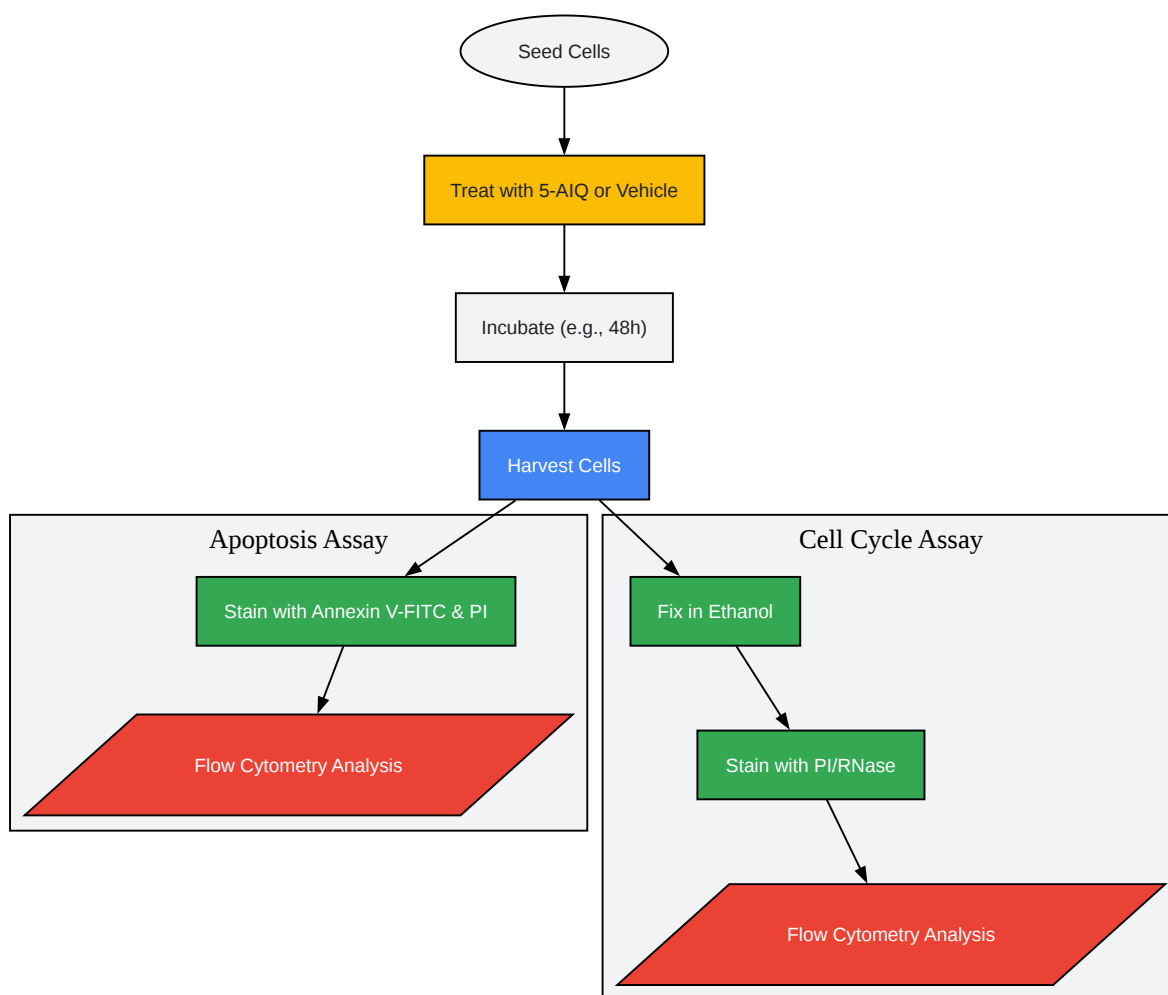 Seed Cells
Treat with 5-AIQ or Vehicle
Incubate (e.g., 48h)
Harvest Cells
Apoptosis Assay
Stain with Annexin V-FITC & PI
Flow Cytometry Analysis
Cell Cycle Assay
Fix in Ethanol
Stain with PI/RNase
Flow Cytometry Analysis